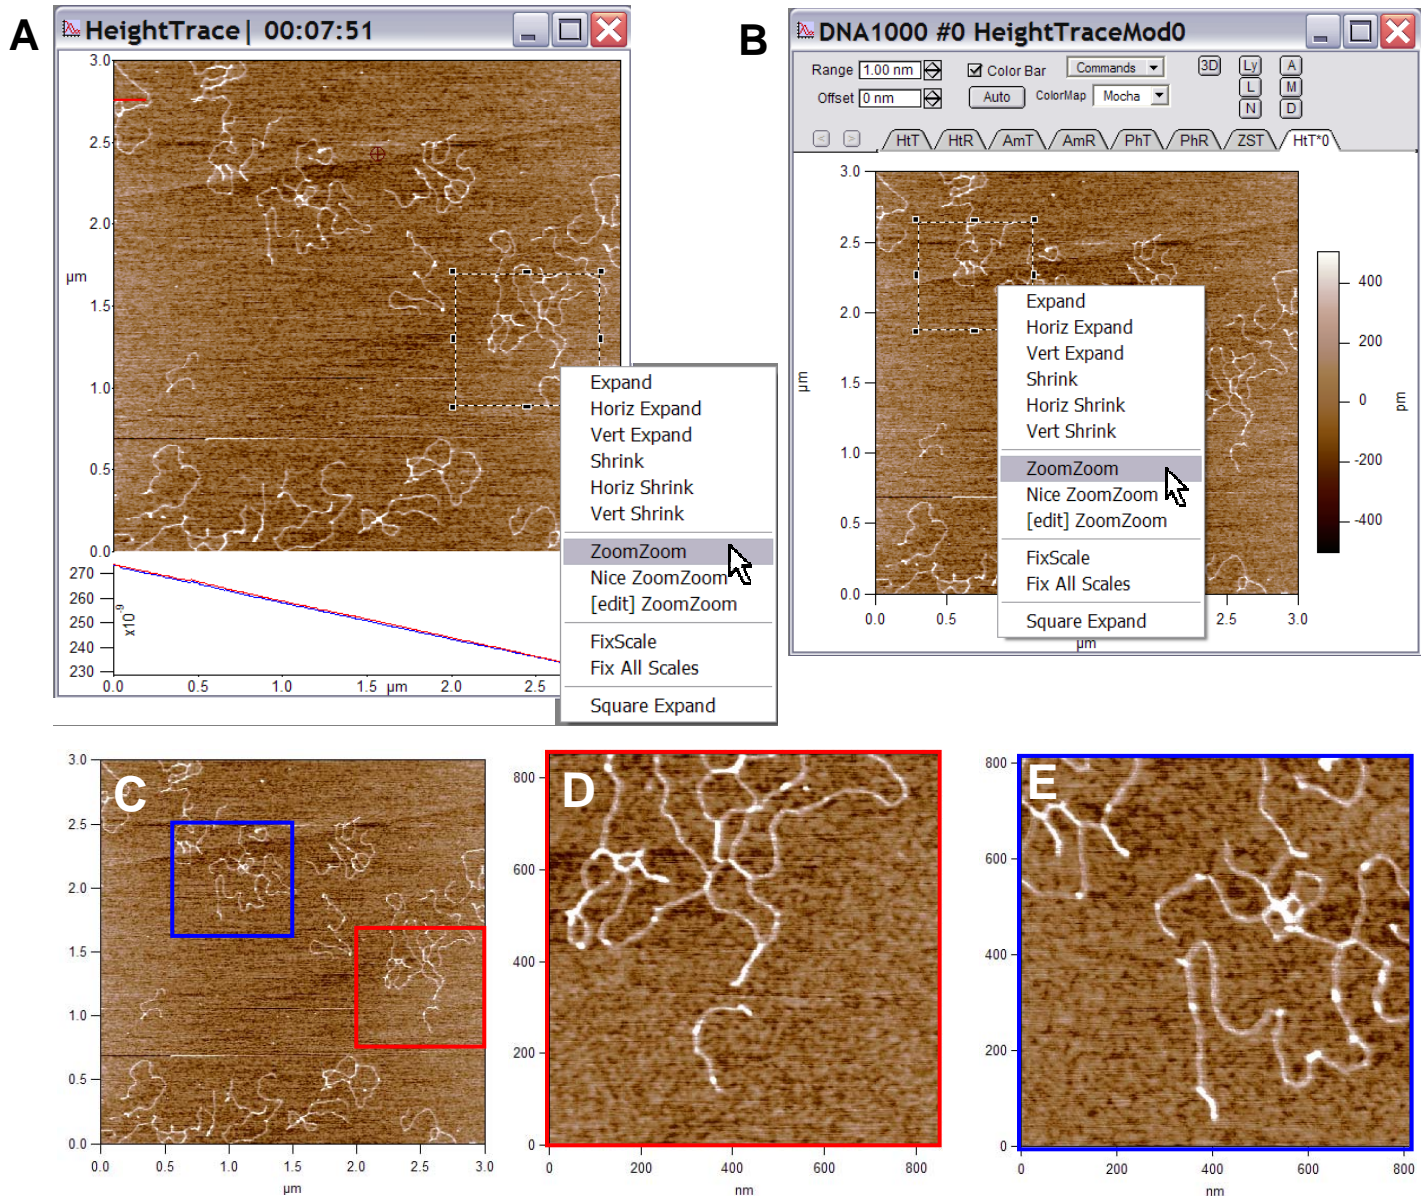 A
HeightTrace| 00:07:51
3.0
2.5
2.0
µm
1.5
1.0
0.5
0.0
Expand
Horiz Expand
Vert Expand
Shrink
Horiz Shrink
Vert Shrink
ZoomZoom
Nice ZoomZoom
[edit] ZoomZoom
FixScale
Fix All Scales
Square Expand
270
260
250
240
230
x10⁻⁹
0.0 0.5 1.0 1.5 µm 2.0 2.5
B
DNA1000 #0 HeightTraceMod0
Range 1.00 nm Color Bar Commands 3D Ly A
L M
Offset 0 nm Auto ColorMap Mocha N D
< > HtT HtR AmT AmR PhT PhR ZST HtT*0
3.0
2.5
2.0
µm
1.5
1.0
0.5
0.0
Expand
Horiz Expand
Vert Expand
Shrink
Horiz Shrink
Vert Shrink
ZoomZoom
Nice ZoomZoom
[edit] ZoomZoom
FixScale
Fix All Scales
Square Expand
0.0 0.5 2.5 3.0
µm
400
200
0
-200
-400
pm
C
3.0
2.5
2.0
1.5
1.0
0.5
0.0
0.0 0.5 1.0 1.5 2.0 3.0
µm
D
800
600
400
200
0
0 200 400 600 800
nm
E
800
600
400
200
0
0 200 400 600 800
nm